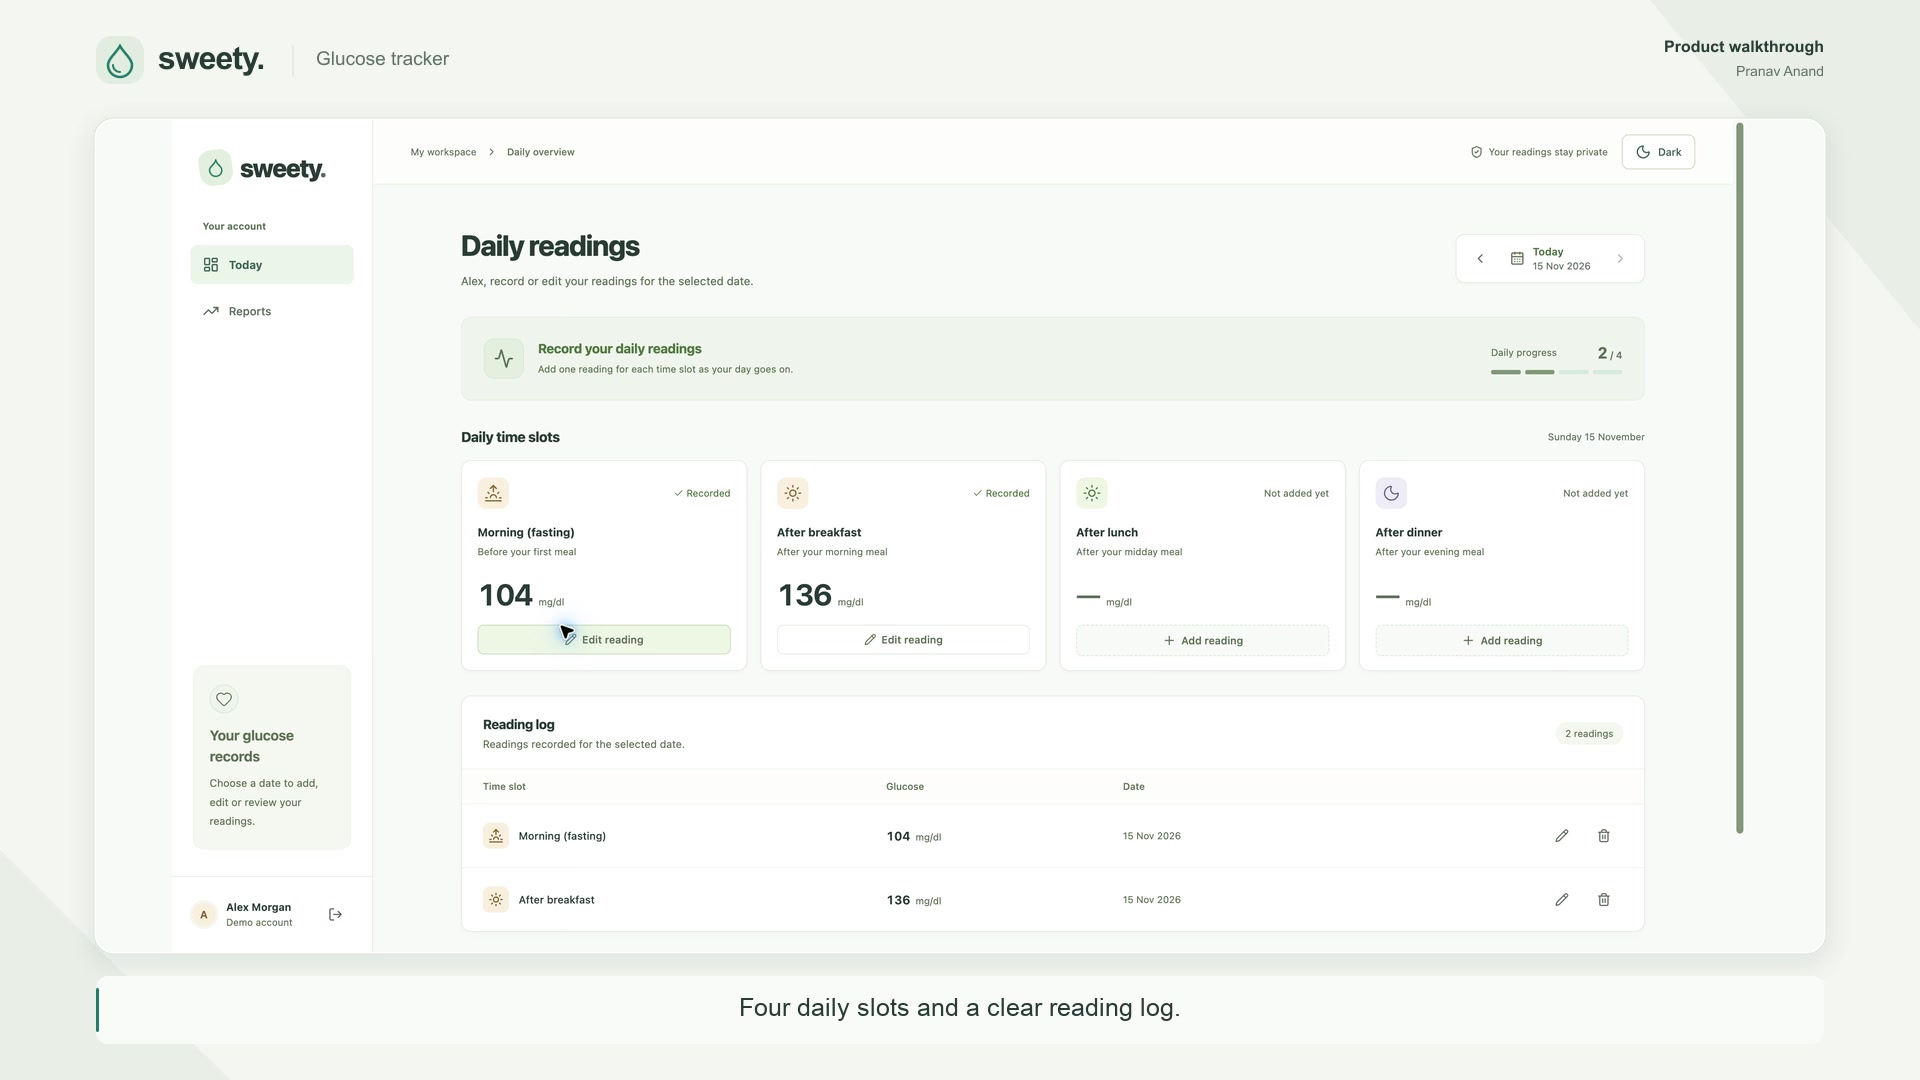 sweety.
Glucose tracker
Product walkthrough
Pranav Anand
sweety.
Your account
Today
Reports
Your glucose
records
Choose a date to add,
edit or review your
readings.
A
Alex Morgan
Demo account
My workspace
Daily overview
Your readings stay private
Dark
Daily readings
Alex, record or edit your readings for the selected date.
Today
15 Nov 2026
Record your daily readings
Add one reading for each time slot as your day goes on.
Daily progress
2 / 4
Daily time slots
Sunday 15 November
Recorded
Morning (fasting)
Before your first meal
104 mg/dl
Edit reading
Recorded
After breakfast
After your morning meal
136 mg/dl
Edit reading
Not added yet
After lunch
After your midday meal
— mg/dl
Add reading
Not added yet
After dinner
After your evening meal
— mg/dl
Add reading
Reading log
Readings recorded for the selected date.
2 readings
Time slot Glucose Date
Morning (fasting) 104 mg/dl 15 Nov 2026
After breakfast 136 mg/dl 15 Nov 2026
Four daily slots and a clear reading log.